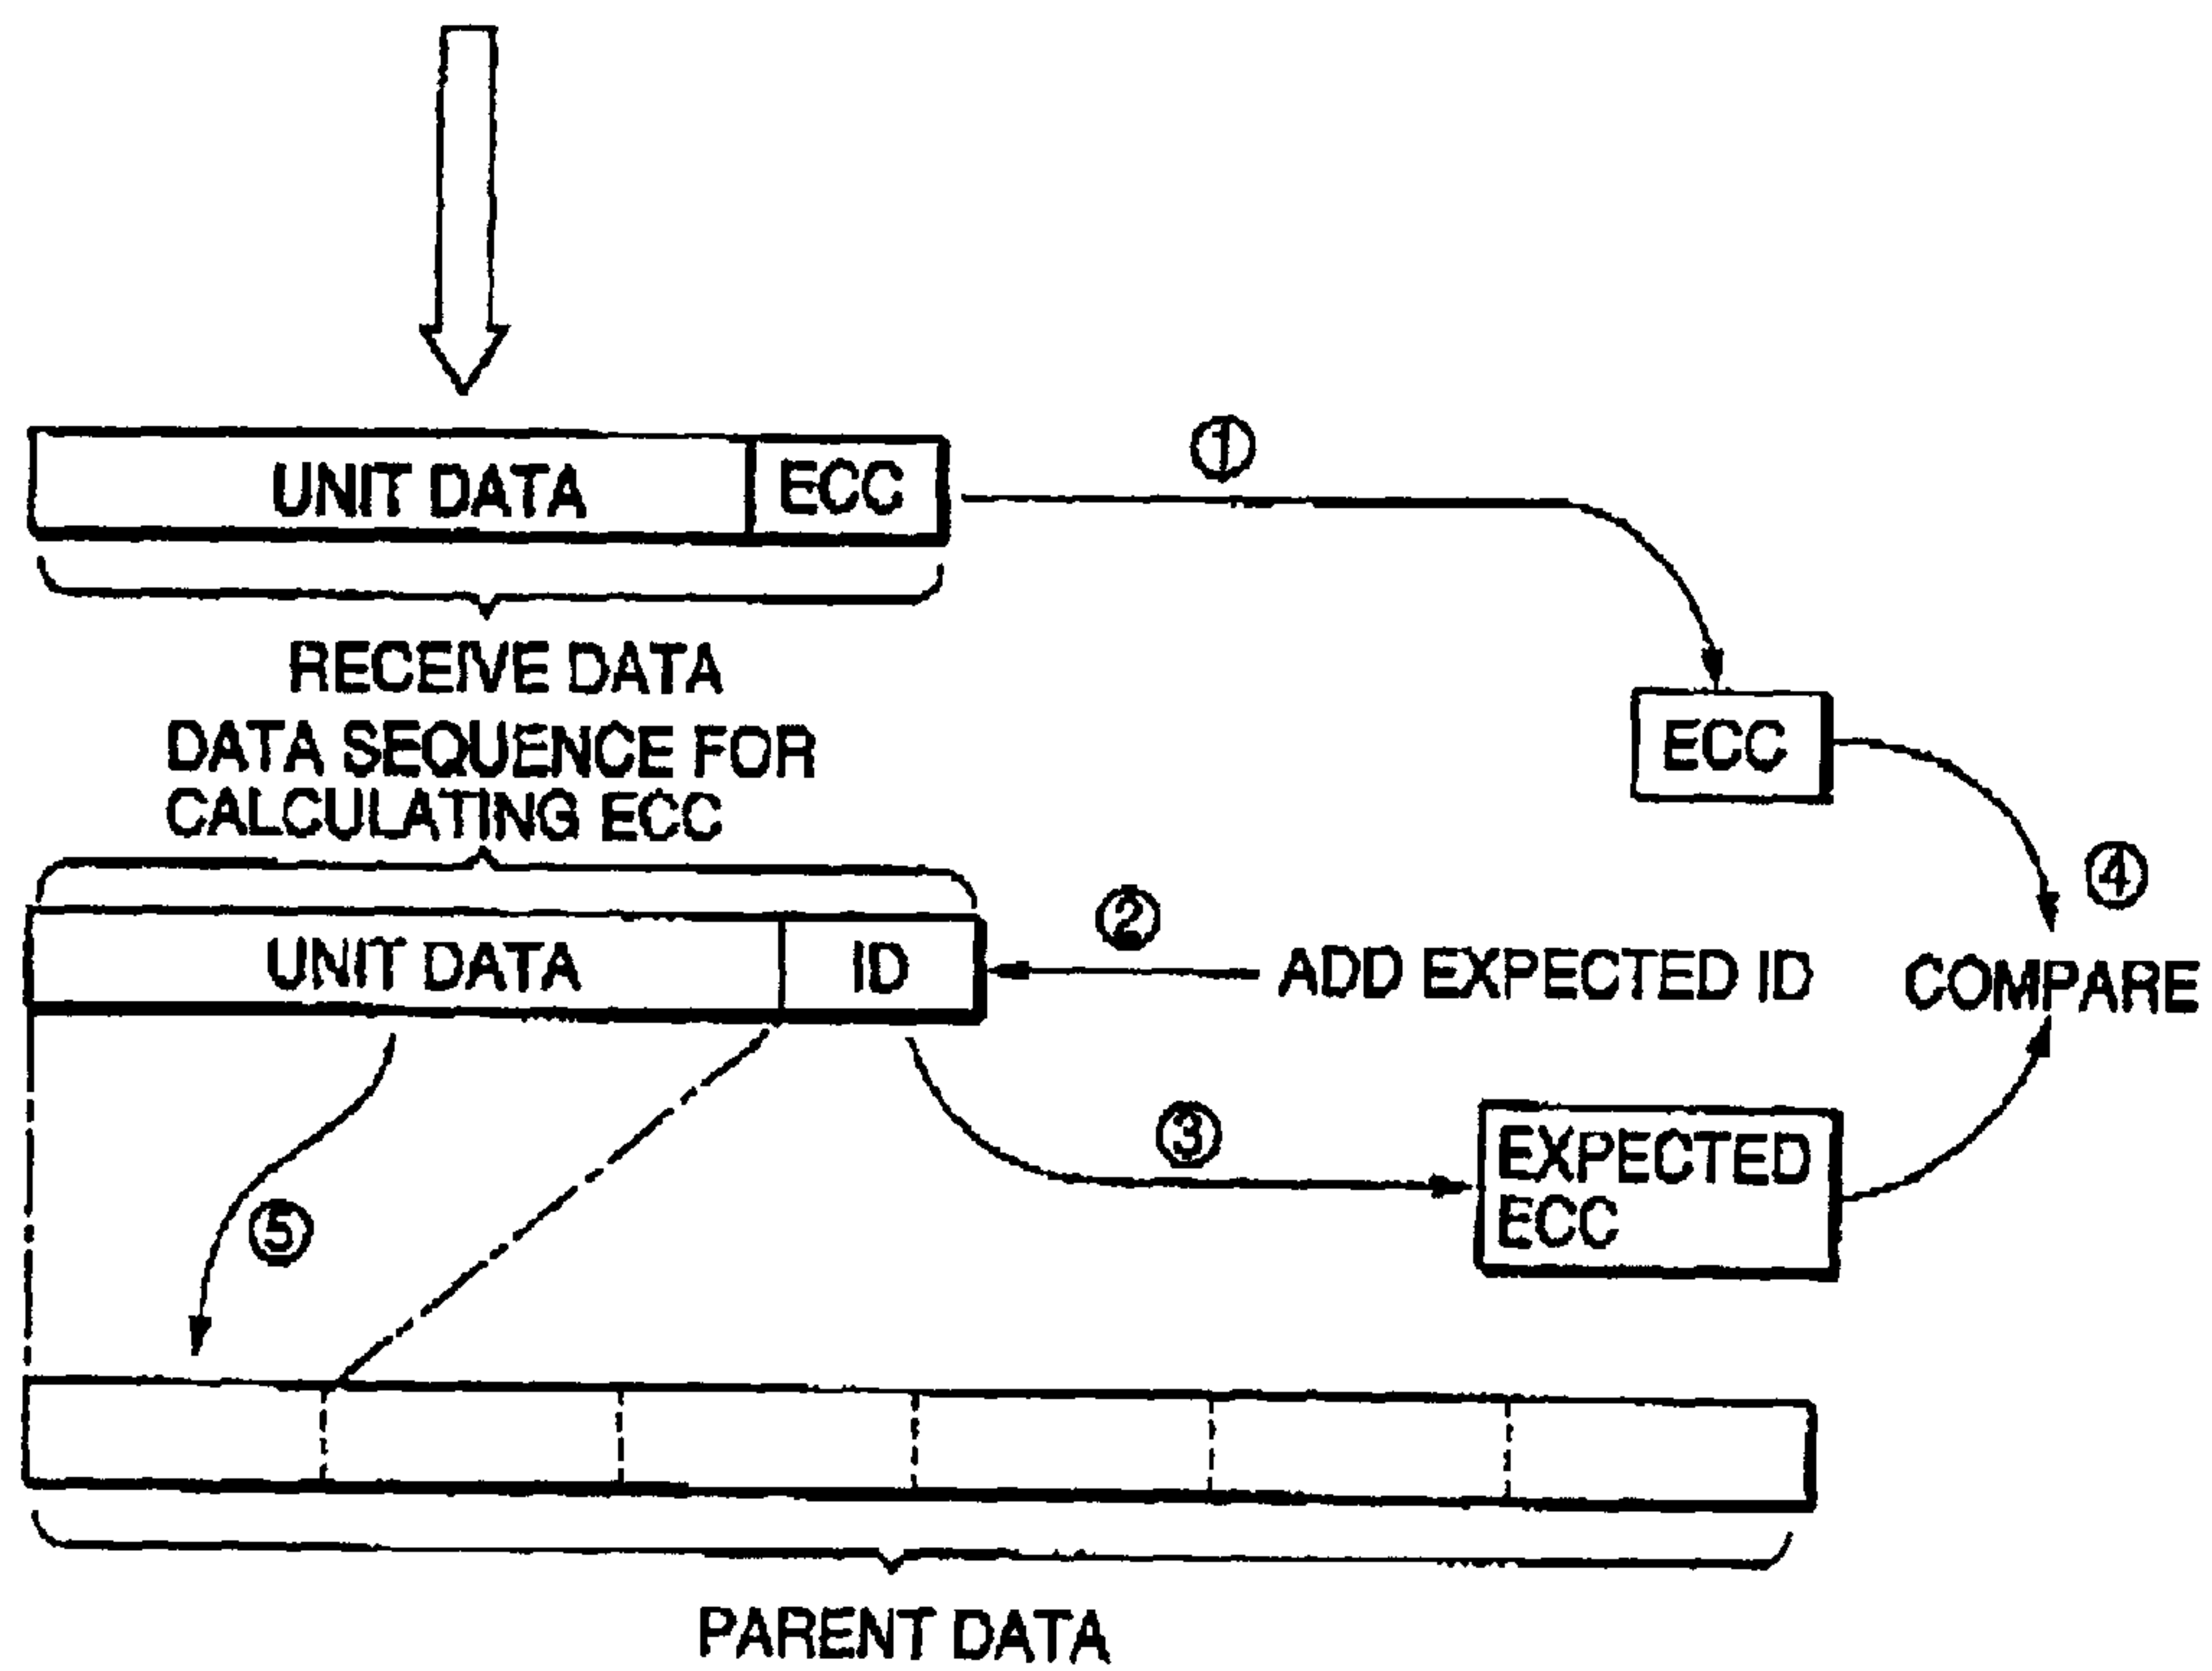 UNIT DATA ECC ①
RECEIVE DATA
DATA SEQUENCE FOR
CALCULATING ECC
ECC
④
UNIT DATA ID ② ADD EXPECTED ID COMPARE
③
EXPECTED
ECC
⑤
PARENT DATA